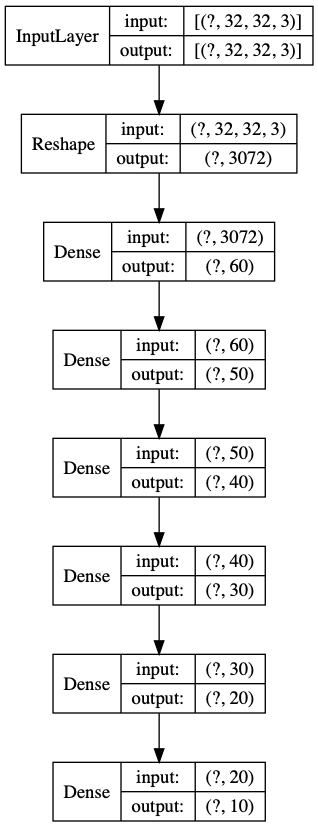 InputLayer
input: [(?, 32, 32, 3)]
output: [(?, 32, 32, 3)]
Reshape
input: (?, 32, 32, 3)
output: (?, 3072)
Dense
input: (?, 3072)
output: (?, 60)
Dense
input: (?, 60)
output: (?, 50)
Dense
input: (?, 50)
output: (?, 40)
Dense
input: (?, 40)
output: (?, 30)
Dense
input: (?, 30)
output: (?, 20)
Dense
input: (?, 20)
output: (?, 10)